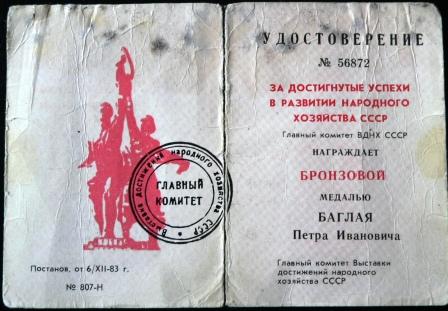 Выставка достижений народного хозяйства СССР
ГЛАВНЫЙ
КОМИТЕТ
Постанов. от 6/XII-83 г.
№ 807-Н
УДОСТОВЕРЕНИЕ
№ 56872
ЗА ДОСТИГНУТЫЕ УСПЕХИ
В РАЗВИТИИ НАРОДНОГО
ХОЗЯЙСТВА СССР
Главный комитет ВДНХ СССР
НАГРАЖДАЕТ
БРОНЗОВОЙ
МЕДАЛЬЮ
БАГЛАЯ
Петра Ивановича
Главный комитет Выставки
достижений народного
хозяйства СССР